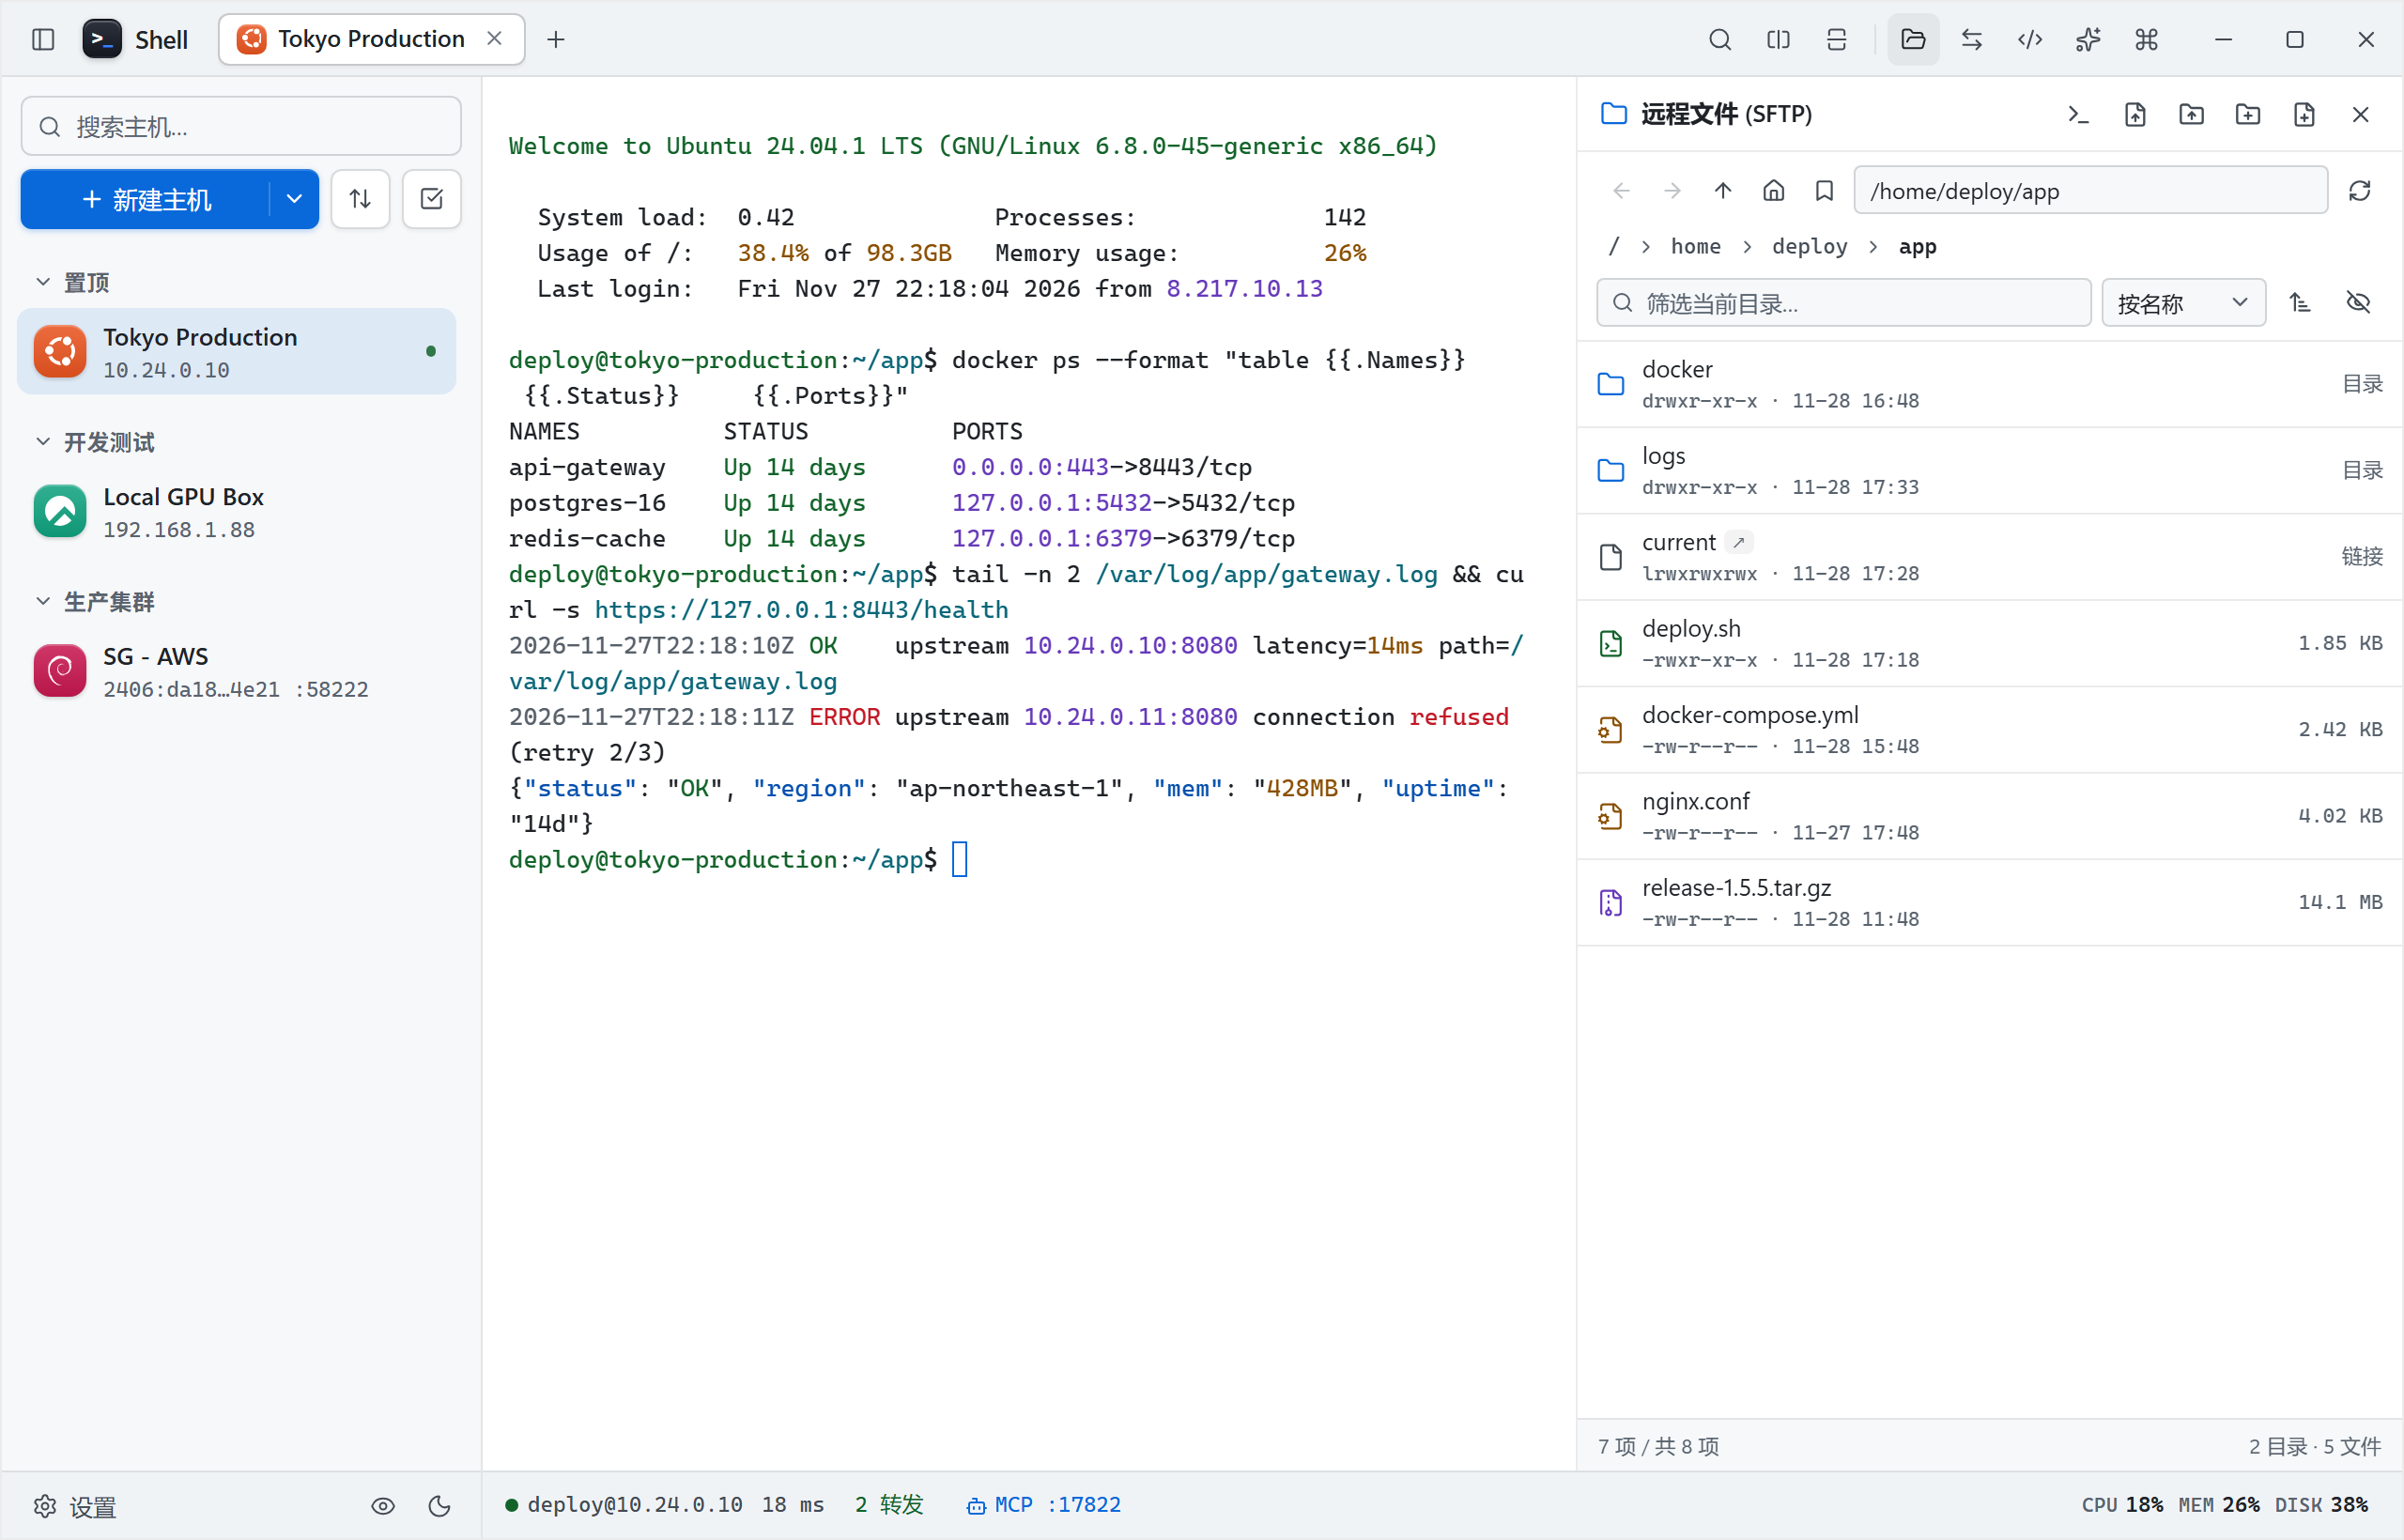 Shell
Tokyo Production
搜索主机...
新建主机
置顶
Tokyo Production
10.24.0.10
开发测试
Local GPU Box
192.168.1.88
生产集群
SG - AWS
2406:da18…4e21 :58222
设置
Welcome to Ubuntu 24.04.1 LTS (GNU/Linux 6.8.0-45-generic x86_64)
System load: 0.42 Processes: 142
Usage of /: 38.4% of 98.3GB Memory usage: 26%
Last login: Fri Nov 27 22:18:04 2026 from 8.217.10.13
deploy@tokyo-production:~/app$ docker ps --format "table {{.Names}}
{{.Status}} {{.Ports}}"
NAMES STATUS PORTS
api-gateway Up 14 days 0.0.0.0:443->8443/tcp
postgres-16 Up 14 days 127.0.0.1:5432->5432/tcp
redis-cache Up 14 days 127.0.0.1:6379->6379/tcp
deploy@tokyo-production:~/app$ tail -n 2 /var/log/app/gateway.log && cu
rl -s https://127.0.0.1:8443/health
2026-11-27T22:18:10Z OK upstream 10.24.0.10:8080 latency=14ms path=/
var/log/app/gateway.log
2026-11-27T22:18:11Z ERROR upstream 10.24.0.11:8080 connection refused
(retry 2/3)
{"status": "OK", "region": "ap-northeast-1", "mem": "428MB", "uptime":
"14d"}
deploy@tokyo-production:~/app$
远程文件 (SFTP)
/home/deploy/app
/ > home > deploy > app
筛选当前目录...
按名称
docker
drwxr-xr-x · 11-28 16:48
目录
logs
drwxr-xr-x · 11-28 17:33
目录
current ↗
lrwxrwxrwx · 11-28 17:28
链接
deploy.sh
-rwxr-xr-x · 11-28 17:18
1.85 KB
docker-compose.yml
-rw-r--r-- · 11-28 15:48
2.42 KB
nginx.conf
-rw-r--r-- · 11-27 17:48
4.02 KB
release-1.5.5.tar.gz
-rw-r--r-- · 11-28 11:48
14.1 MB
7 项 / 共 8 项
2 目录 · 5 文件
deploy@10.24.0.10 18 ms 2 转发 MCP :17822
CPU 18% MEM 26% DISK 38%